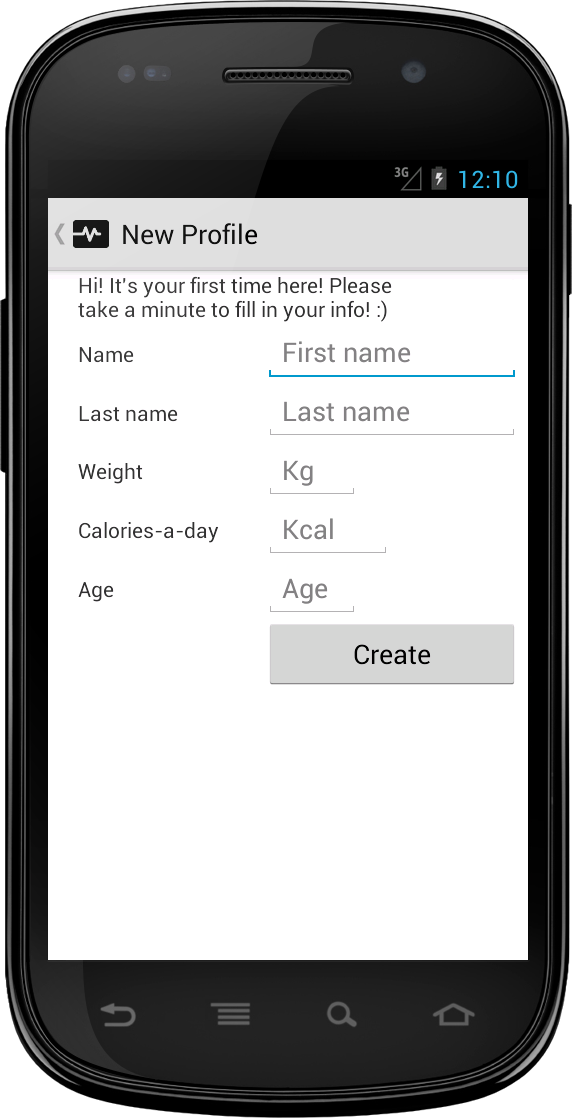 3G 12:10
New Profile
Hi! It's your first time here! Please
take a minute to fill in your info! :)
Name First name
Last name Last name
Weight Kg
Calories-a-day Kcal
Age Age
Create